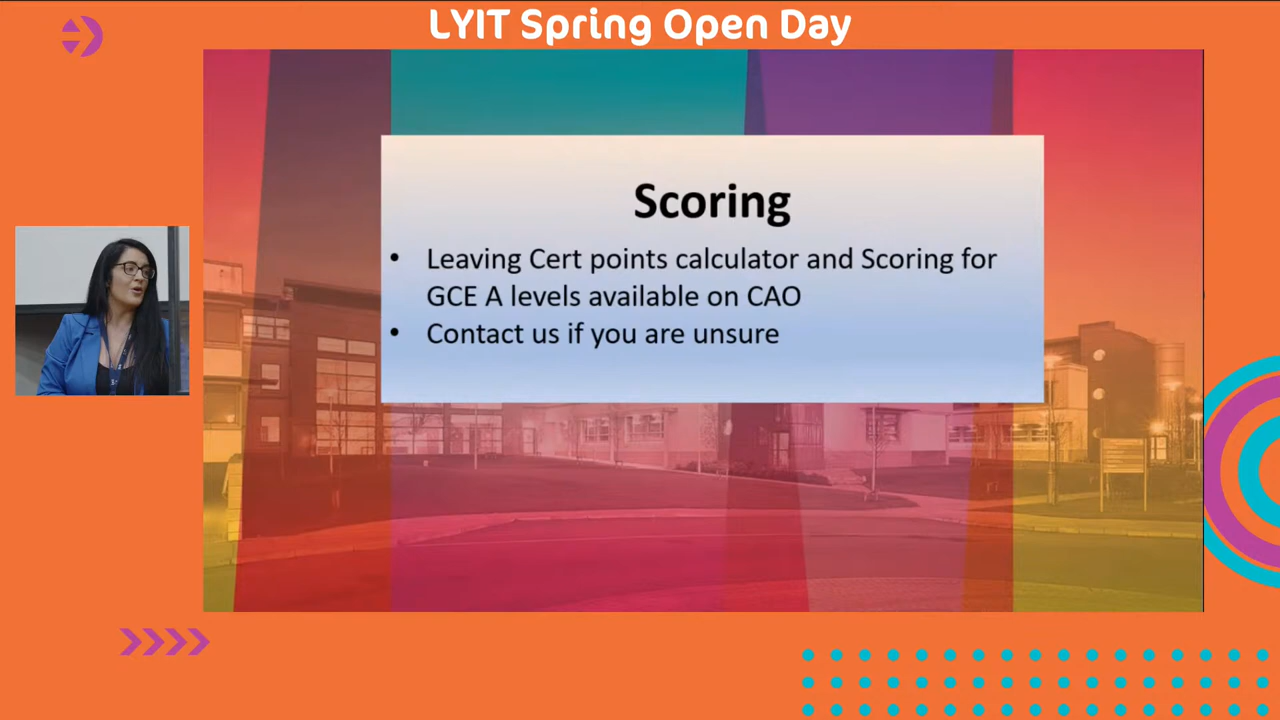 LYIT Spring Open Day
Scoring
• Leaving Cert points calculator and Scoring for
GCE A levels available on CAO
• Contact us if you are unsure